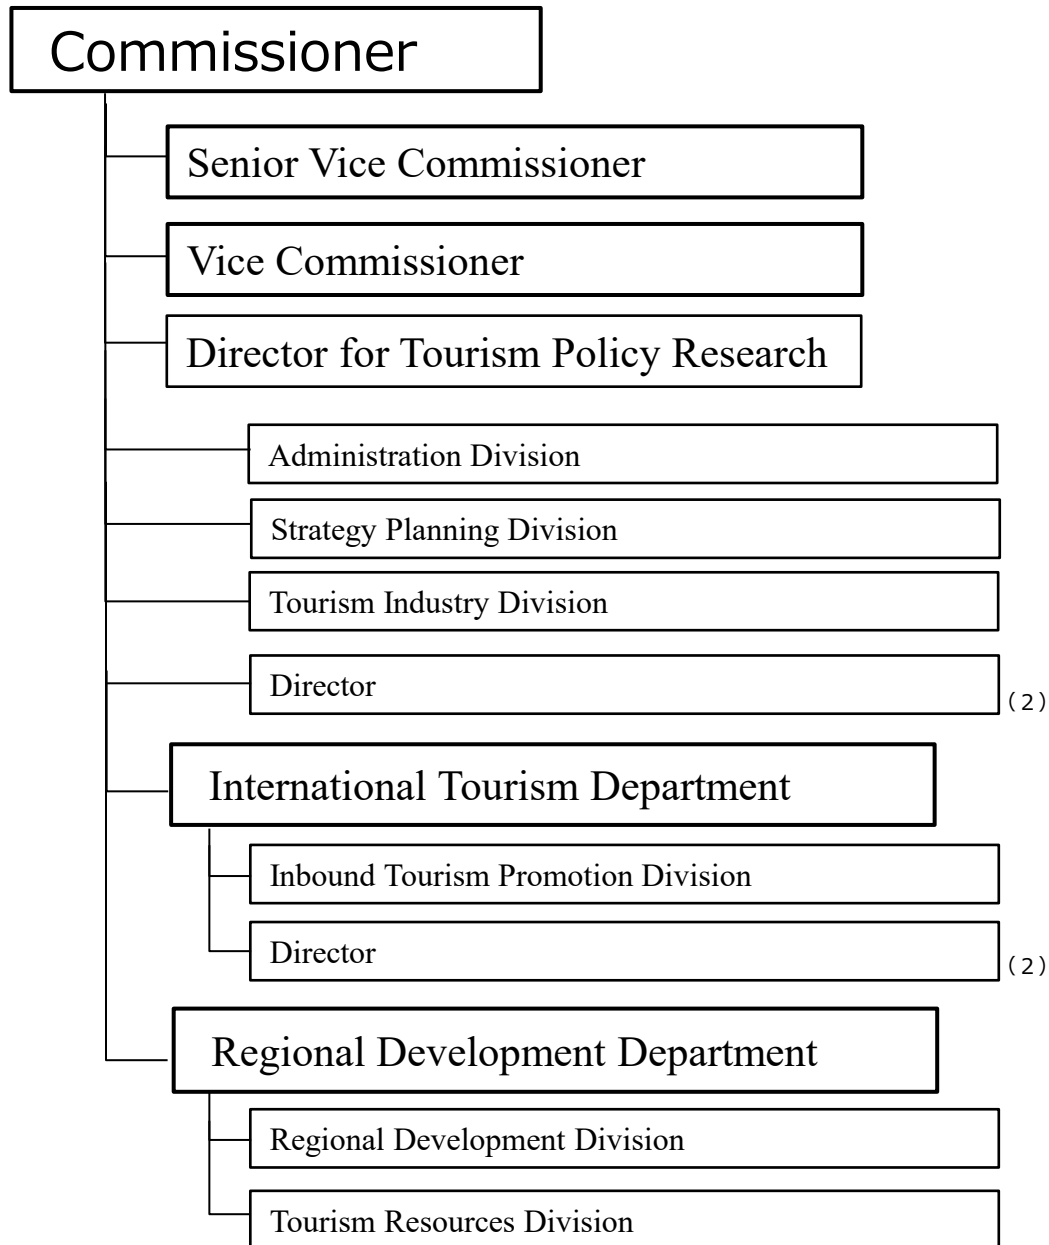 Commissioner
Senior Vice Commissioner
Vice Commissioner
Director for Tourism Policy Research
Administration Division
Strategy Planning Division
Tourism Industry Division
Director
（2）
International Tourism Department
Inbound Tourism Promotion Division
Director
（2）
Regional Development Department
Regional Development Division
Tourism Resources Division